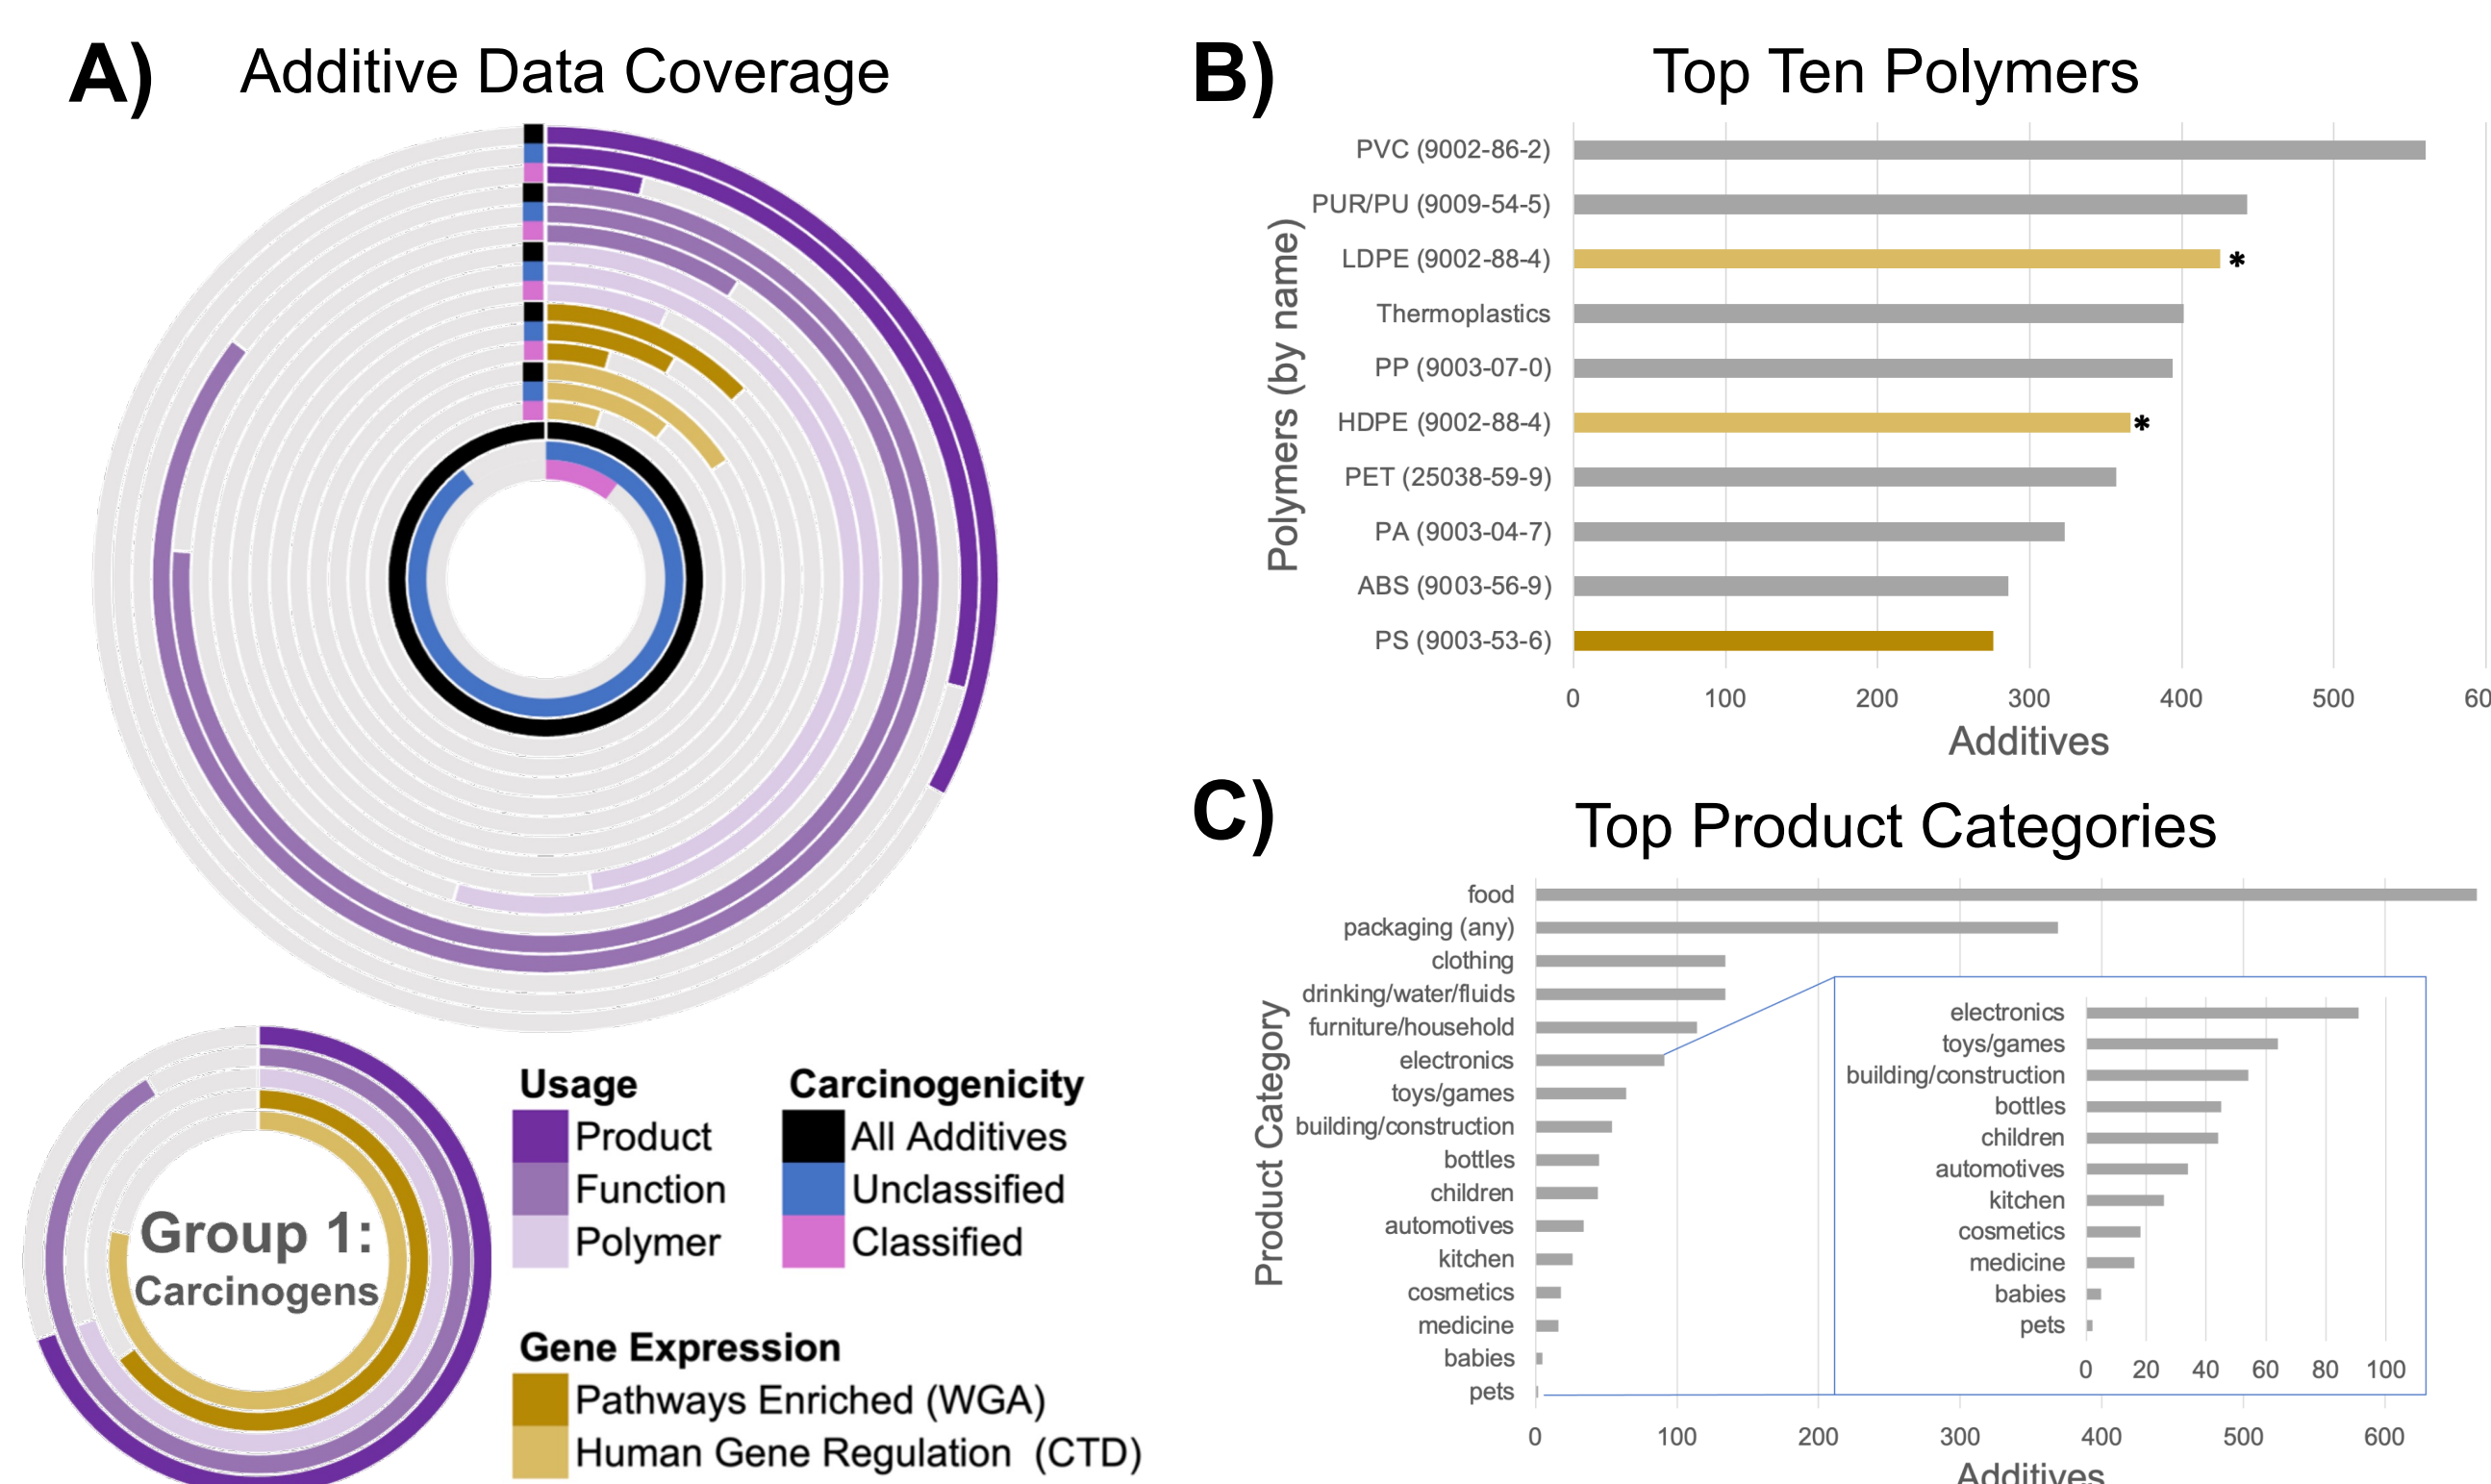 A) Additive Data Coverage
Group 1:
Carcinogens
Usage
Product
Function
Polymer
Carcinogenicity
All Additives
Unclassified
Classified
Gene Expression
Pathways Enriched (WGA)
Human Gene Regulation (CTD)
B) Top Ten Polymers
Polymers (by name)
PVC (9002-86-2)
PUR/PU (9009-54-5)
LDPE (9002-88-4) *
Thermoplastics
PP (9003-07-0)
HDPE (9002-88-4) *
PET (25038-59-9)
PA (9003-04-7)
ABS (9003-56-9)
PS (9003-53-6)
0 100 200 300 400 500 60
Additives
C) Top Product Categories
Product Category
food
packaging (any)
clothing
drinking/water/fluids
furniture/household
electronics
toys/games
building/construction
bottles
children
automotives
kitchen
cosmetics
medicine
babies
pets
0 100 200 300 400 500 600
Additives
electronics
toys/games
building/construction
bottles
children
automotives
kitchen
cosmetics
medicine
babies
pets
0 20 40 60 80 100